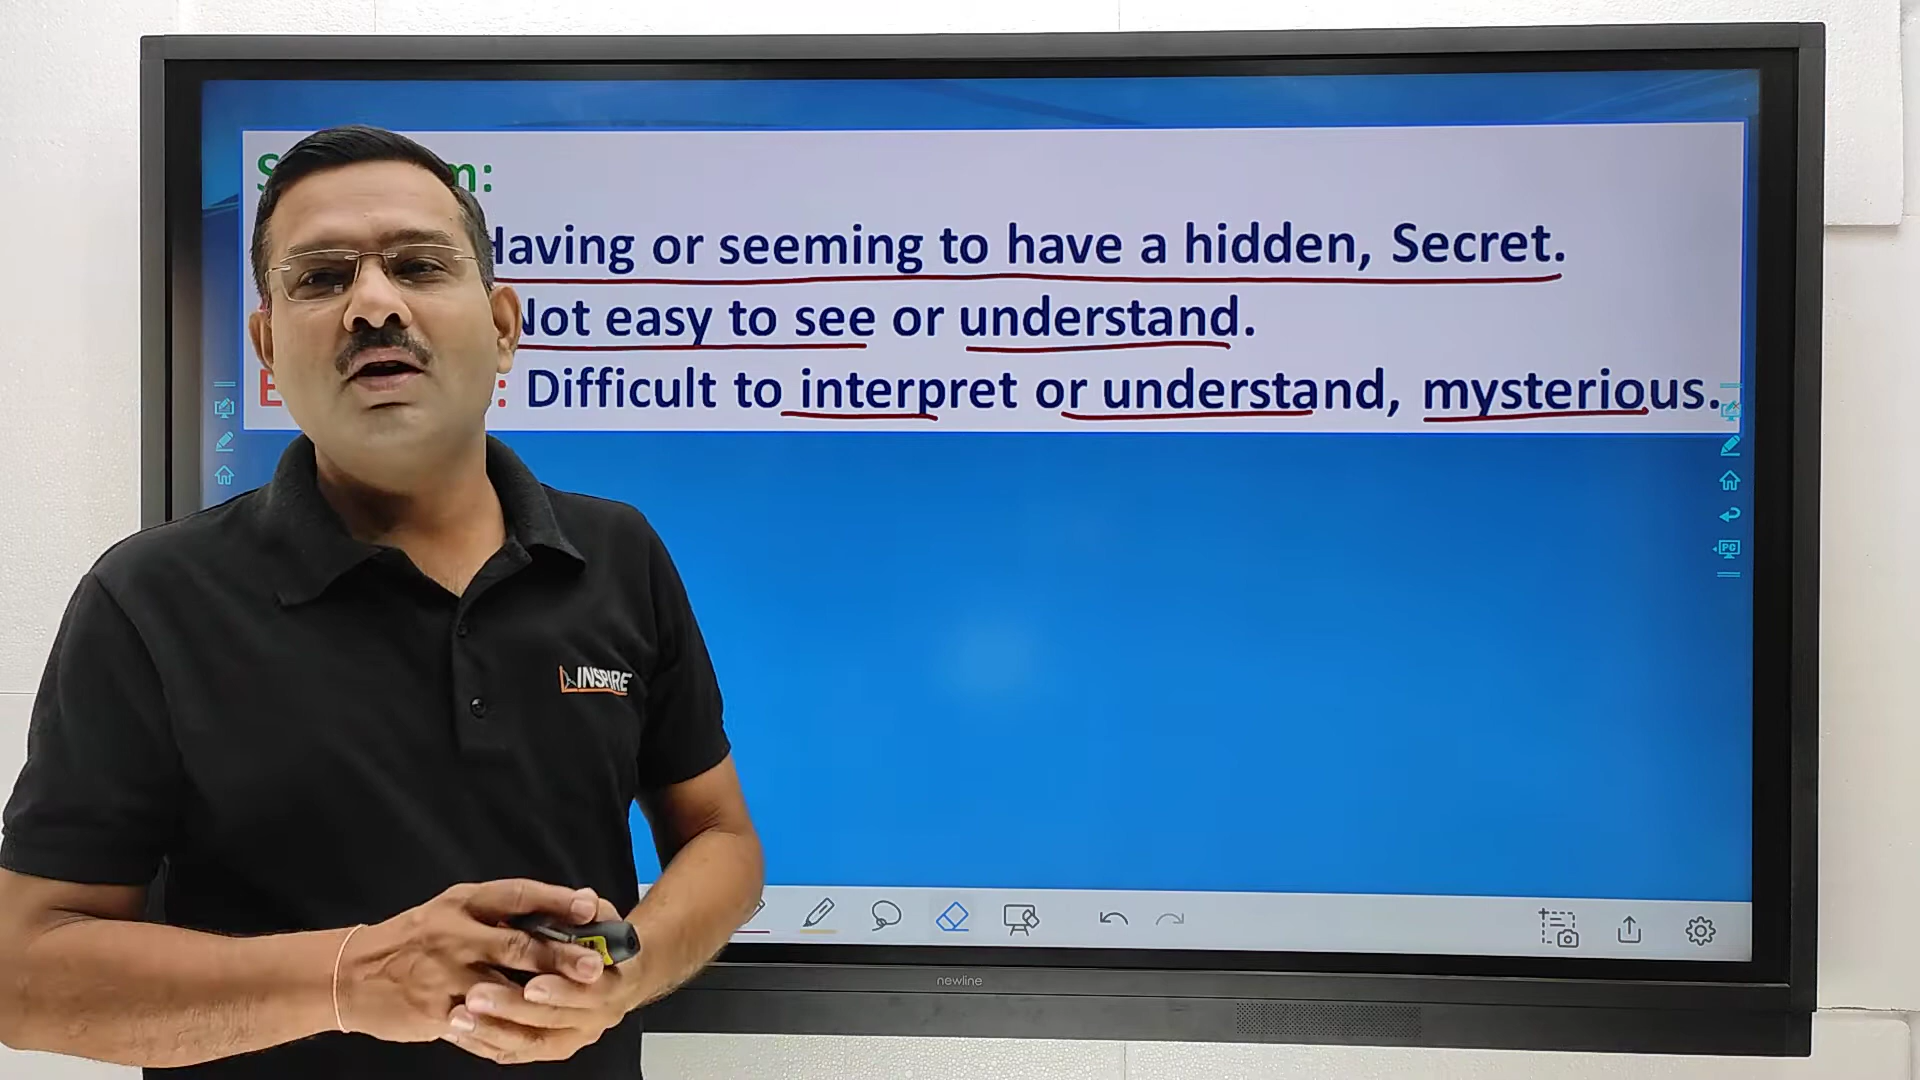 Having or seeming to have a hidden, Secret.
Not easy to see or understand.
: Difficult to interpret or understand, mysterious.
PC
INSPIRE
newline